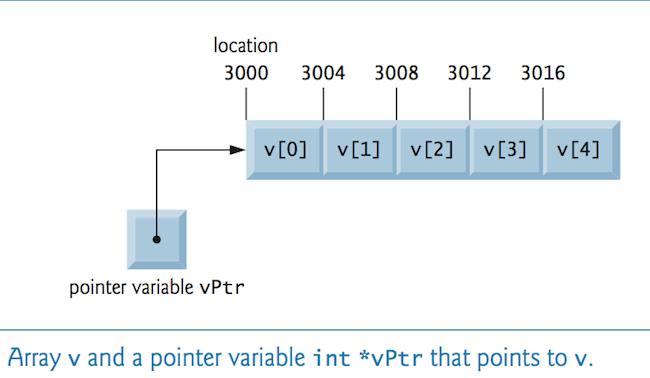 location
3000 3004 3008 3012 3016
v[0] v[1] v[2] v[3] v[4]
pointer variable vPtr
Array v and a pointer variable int *vPtr that points to v.